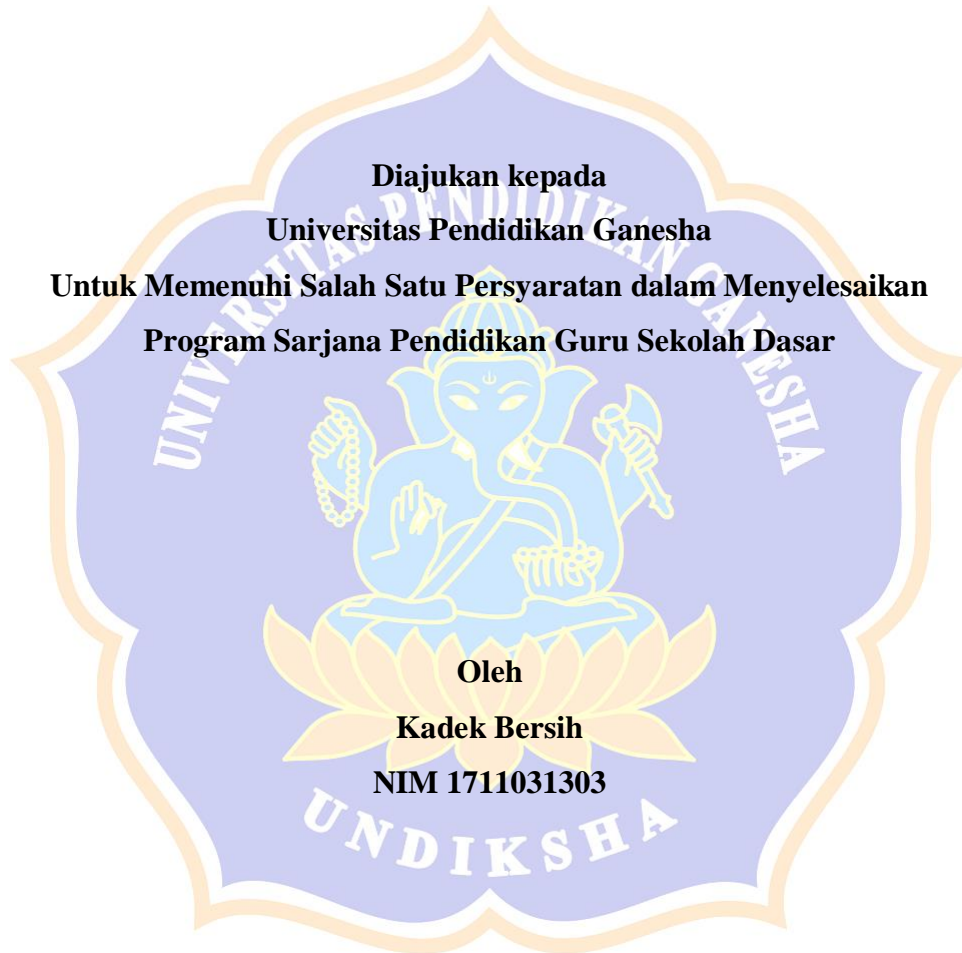 Diajukan kepada
Universitas Pendidikan Ganesha
Untuk Memenuhi Salah Satu Persyaratan dalam Menyelesaikan
Program Sarjana Pendidikan Guru Sekolah Dasar
UNIVERSITAS PENDIDIKAN GANESHA
Oleh
Kadek Bersih
NIM 1711031303
UNDIKSHA